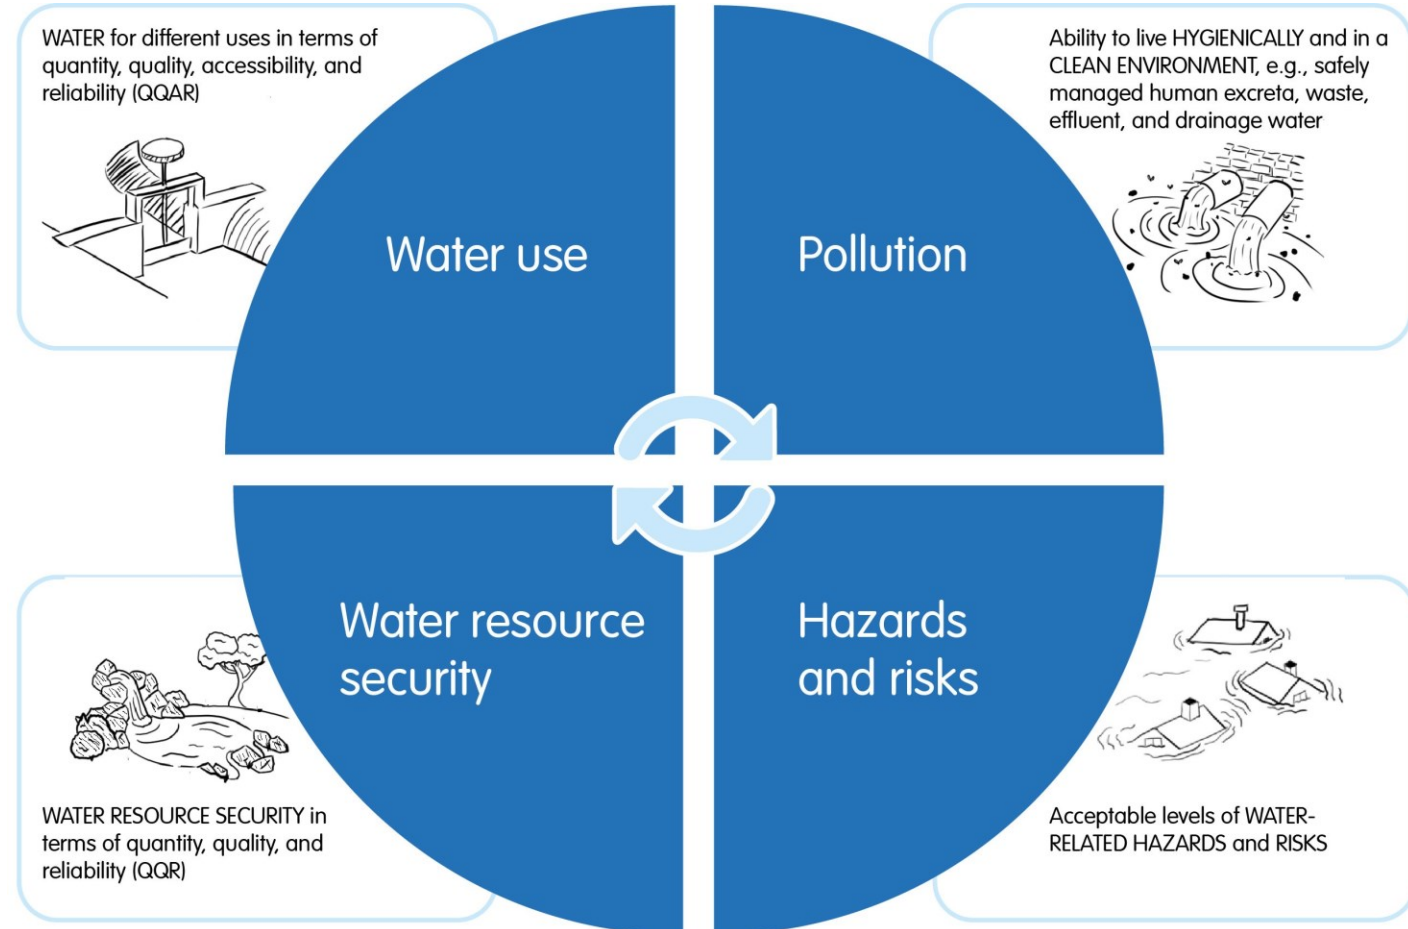 WATER for different uses in terms of
quantity, quality, accessibility, and
reliability (QQAR)
Ability to live HYGIENICALLY and in a
CLEAN ENVIRONMENT, e.g., safely
managed human excreta, waste,
effluent, and drainage water
Water use
Pollution
Water resource
security
Hazards
and risks
WATER RESOURCE SECURITY in
terms of quantity, quality, and
reliability (QQR)
Acceptable levels of WATER-
RELATED HAZARDS and RISKS